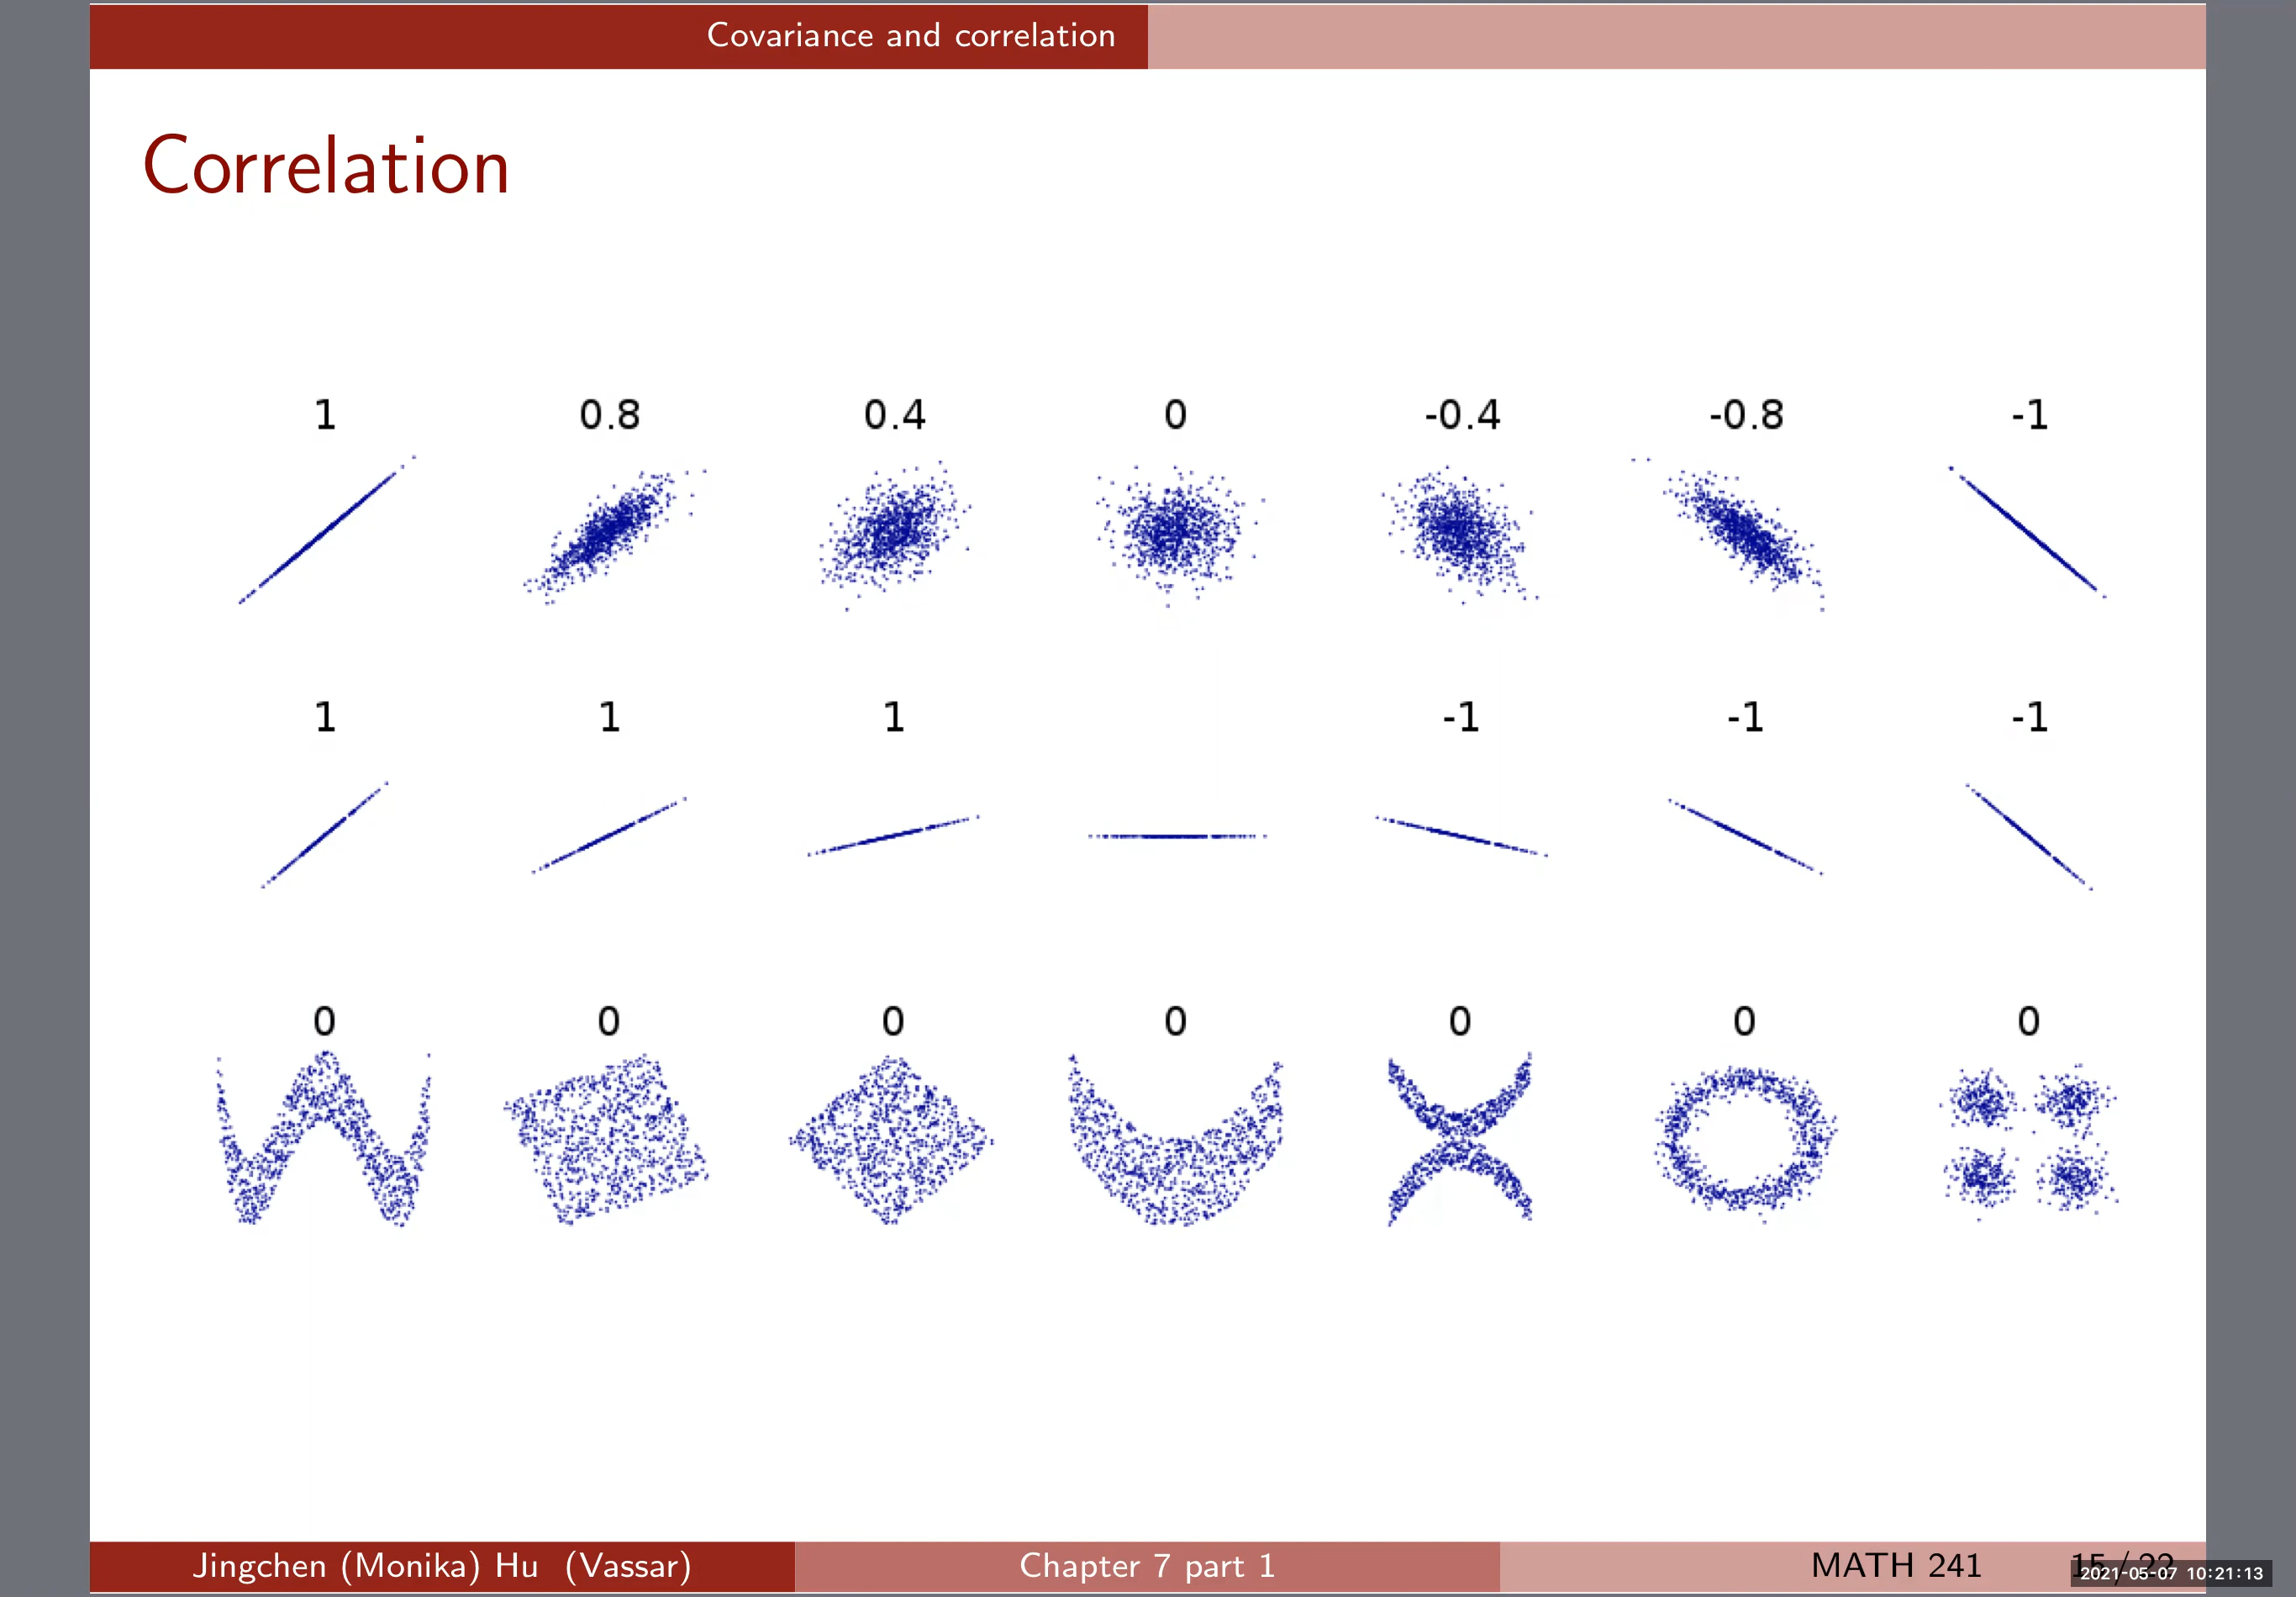 Covariance and correlation
Correlation
1 0.8 0.4 0 -0.4 -0.8 -1
1 1 1 -1 -1 -1
0 0 0 0 0 0 0
Jingchen (Monika) Hu (Vassar) Chapter 7 part 1 MATH 241 15 / 22
2021-05-07 10:21:13